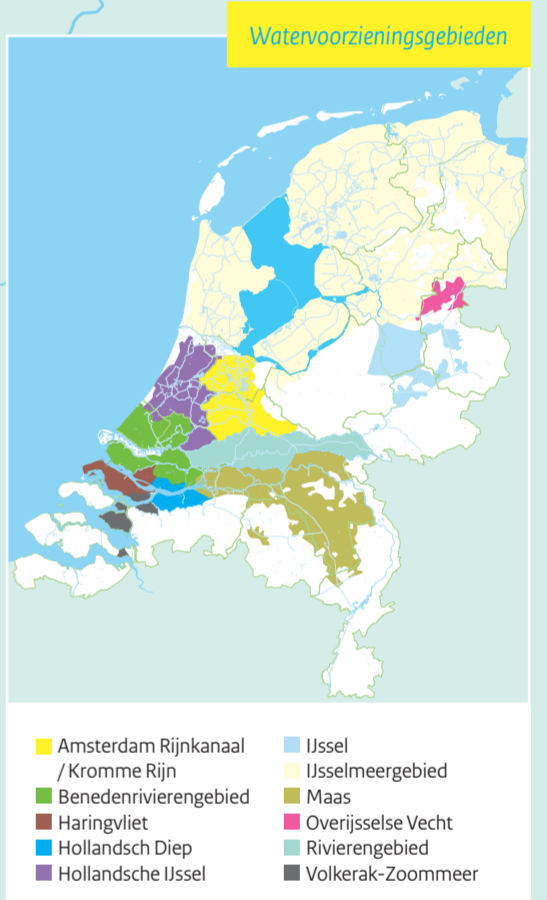 Watervoorzieningsgebieden
Amsterdam Rijnkanaal
/ Kromme Rijn
Benedenrivierengebied
Haringvliet
Hollandsch Diep
Hollandsche IJssel
IJssel
IJsselmeergebied
Maas
Overijsselse Vecht
Rivierengebied
Volkerak-Zoommeer